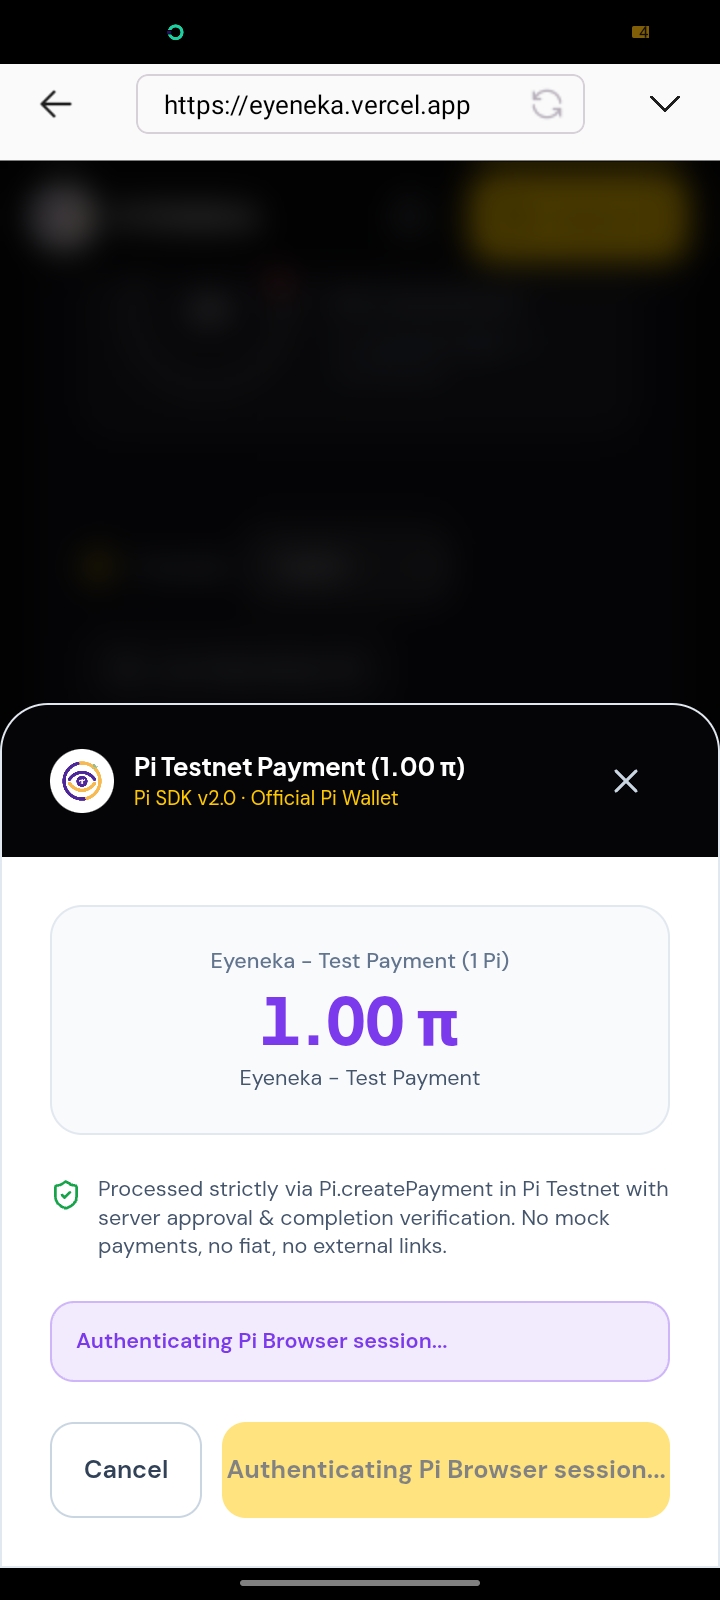 4
https://eyeneka.vercel.app
Pi Testnet Payment (1.00 π)
Pi SDK v2.0 · Official Pi Wallet
Eyeneka – Test Payment (1 Pi)
1.00 π
Eyeneka – Test Payment
Processed strictly via Pi.createPayment in Pi Testnet with
server approval & completion verification. No mock
payments, no fiat, no external links.
Authenticating Pi Browser session...
Cancel
Authenticating Pi Browser session...